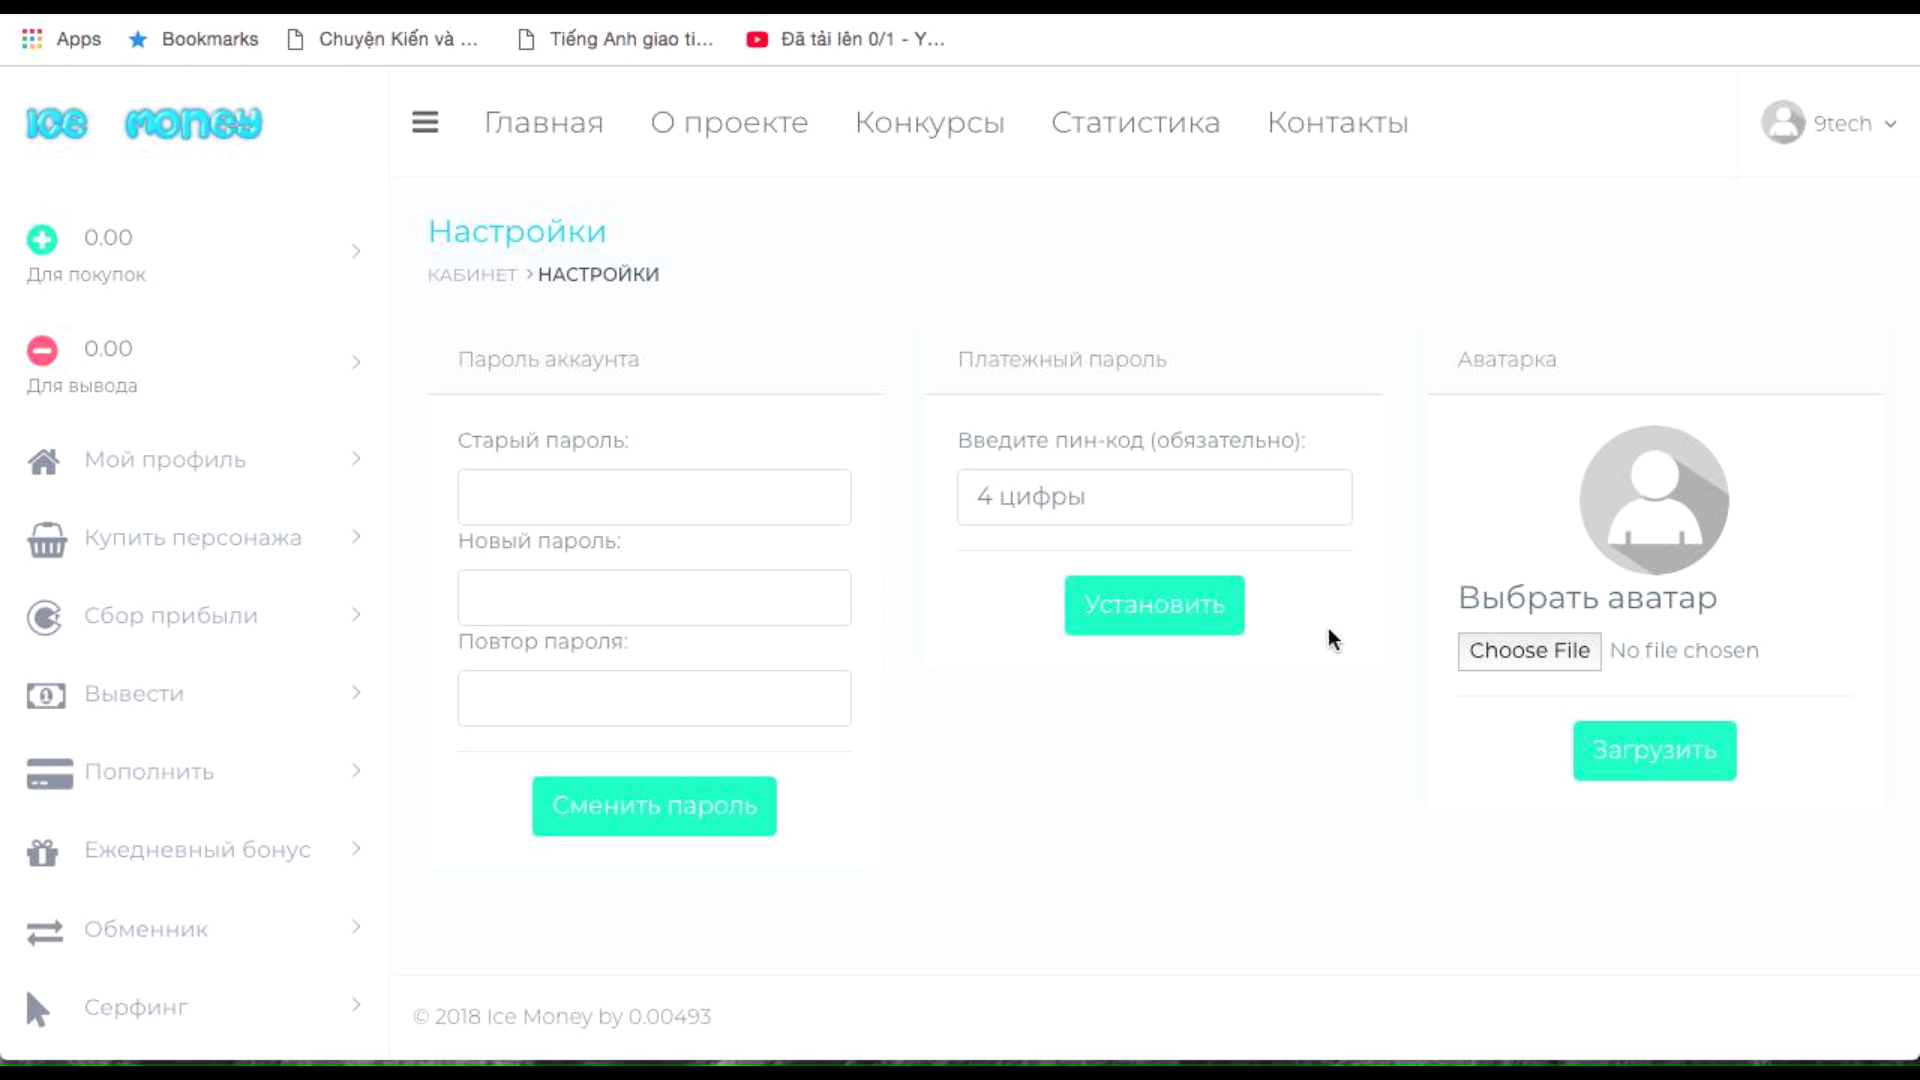 Apps
Bookmarks
Chuyện Kiến và ...
Tiếng Anh giao ti...
Đã tải lên 0/1 - Y...
Ice money
Главная
О проекте
Конкурсы
Статистика
Контакты
9tech
0.00
Для покупок
0.00
Для вывода
Мой профиль
Купить персонажа
Сбор прибыли
Вывести
Пополнить
Ежедневный бонус
Обменник
Серфинг
Настройки
КАБИНЕТ > НАСТРОЙКИ
Пароль аккаунта
Старый пароль:
Новый пароль:
Повтор пароля:
Сменить пароль
Платежный пароль
Введите пин-код (обязательно):
4 цифры
Установить
Аватарка
Выбрать аватар
Choose File No file chosen
Загрузить
© 2018 Ice Money by 0.00493